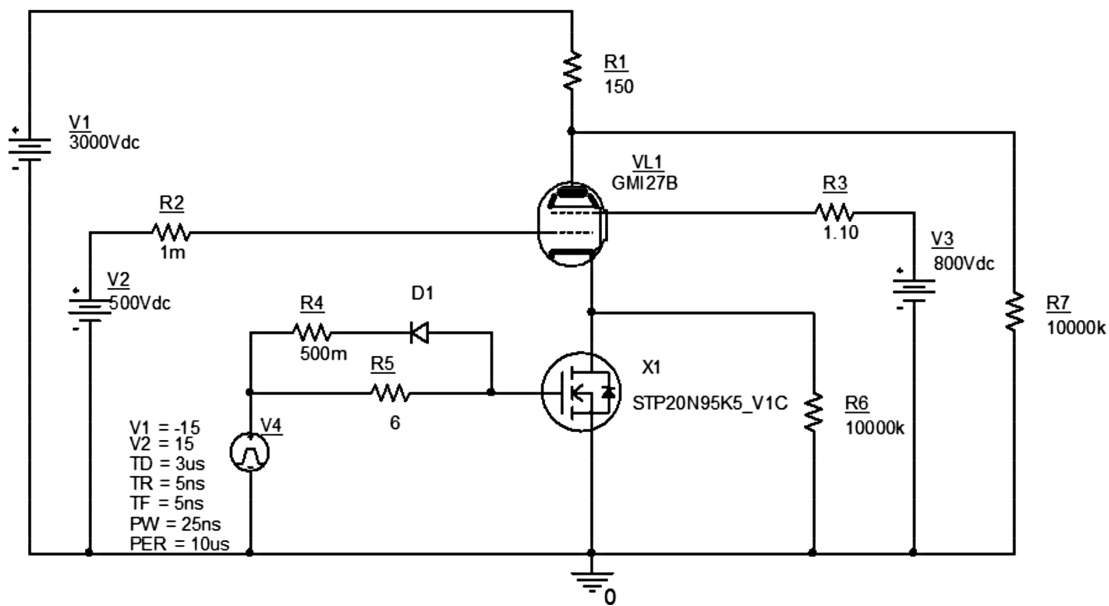 R1
150
V1
3000Vdc
+
-
VL1
GMI27B
R2
1m
R3
1.10
V2
500Vdc
+
-
V3
800Vdc
+
-
D1
R4
500m
R7
10000k
R5
6
X1
STP20N95K5_V1C
R6
10000k
V4
V1 = -15
V2 = 15
TD = 3us
TR = 5ns
TF = 5ns
PW = 25ns
PER = 10us
0